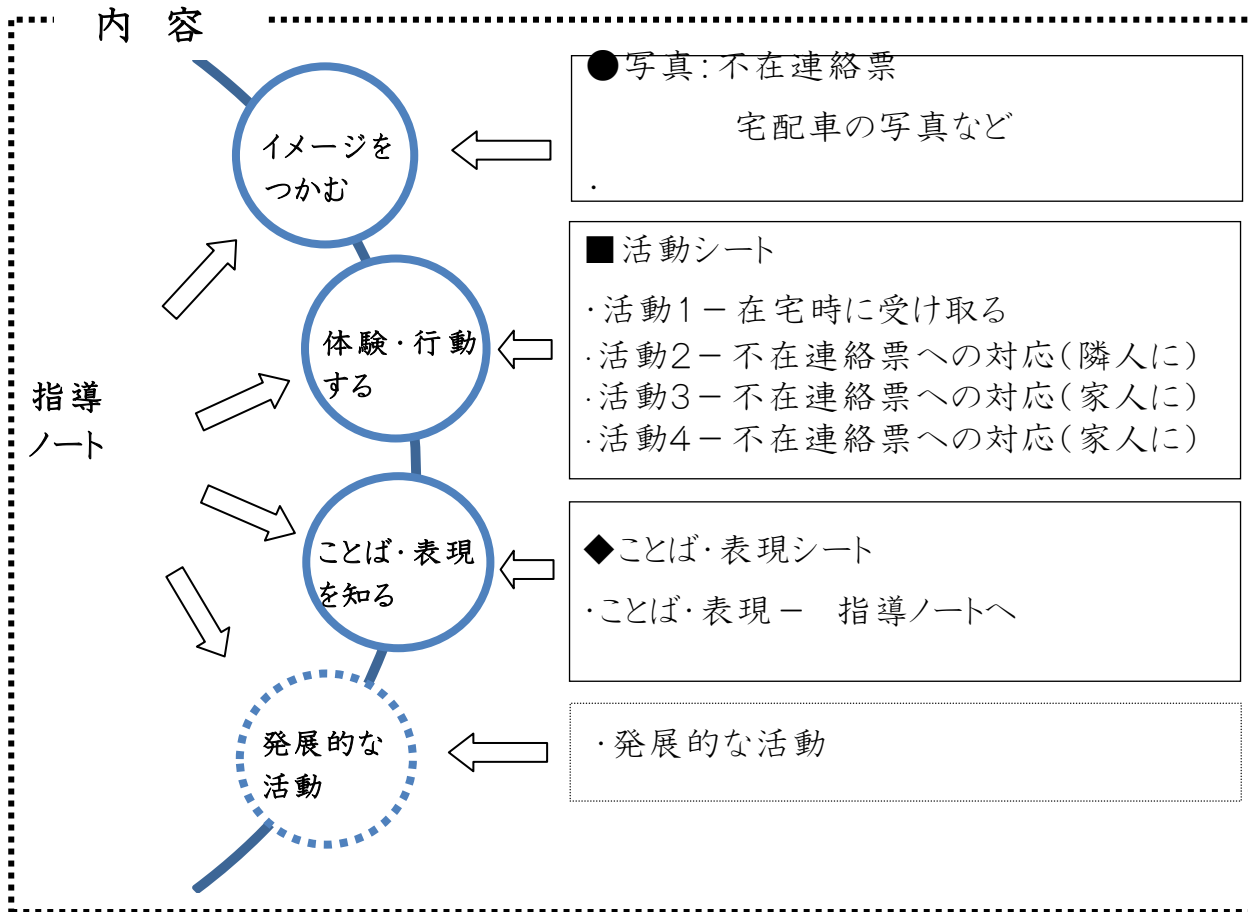 内 容
イメージを
つかむ
●写真:不在連絡票
宅配車の写真など
・
体験・行動
する
■活動シート
・活動1－在宅時に受け取る
・活動2－不在連絡票への対応(隣人に)
・活動3－不在連絡票への対応(家人に)
・活動4－不在連絡票への対応(家人に)
指導
ノート
ことば・表現
を知る
◆ことば・表現シート
・ことば・表現－ 指導ノートへ
発展的な
活動
・発展的な活動